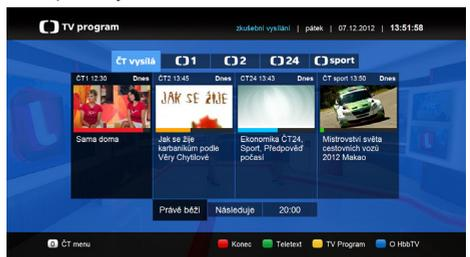 TV program
zkušební vysílání | pátek | 07.12.2012 | 13:51:58
ČT vysílá 1 2 24 sport
ČT1 12:30 Dnes
Sama doma
ČT2 13:45 Dnes
JAK SE ŽIJE
Jak se žije
karbaníkům podle
Věry Chytilové
ČT24 13:43 Dnes
Ekonomika ČT24,
Sport, Předpověď
počasí
ČT sport 13:50 Dnes
Mistrovství světa
cestovních vozů
2012 Makao
Právě běží Následuje 20:00
0 ČT menu Konec Teletext TV Program O HbbTV